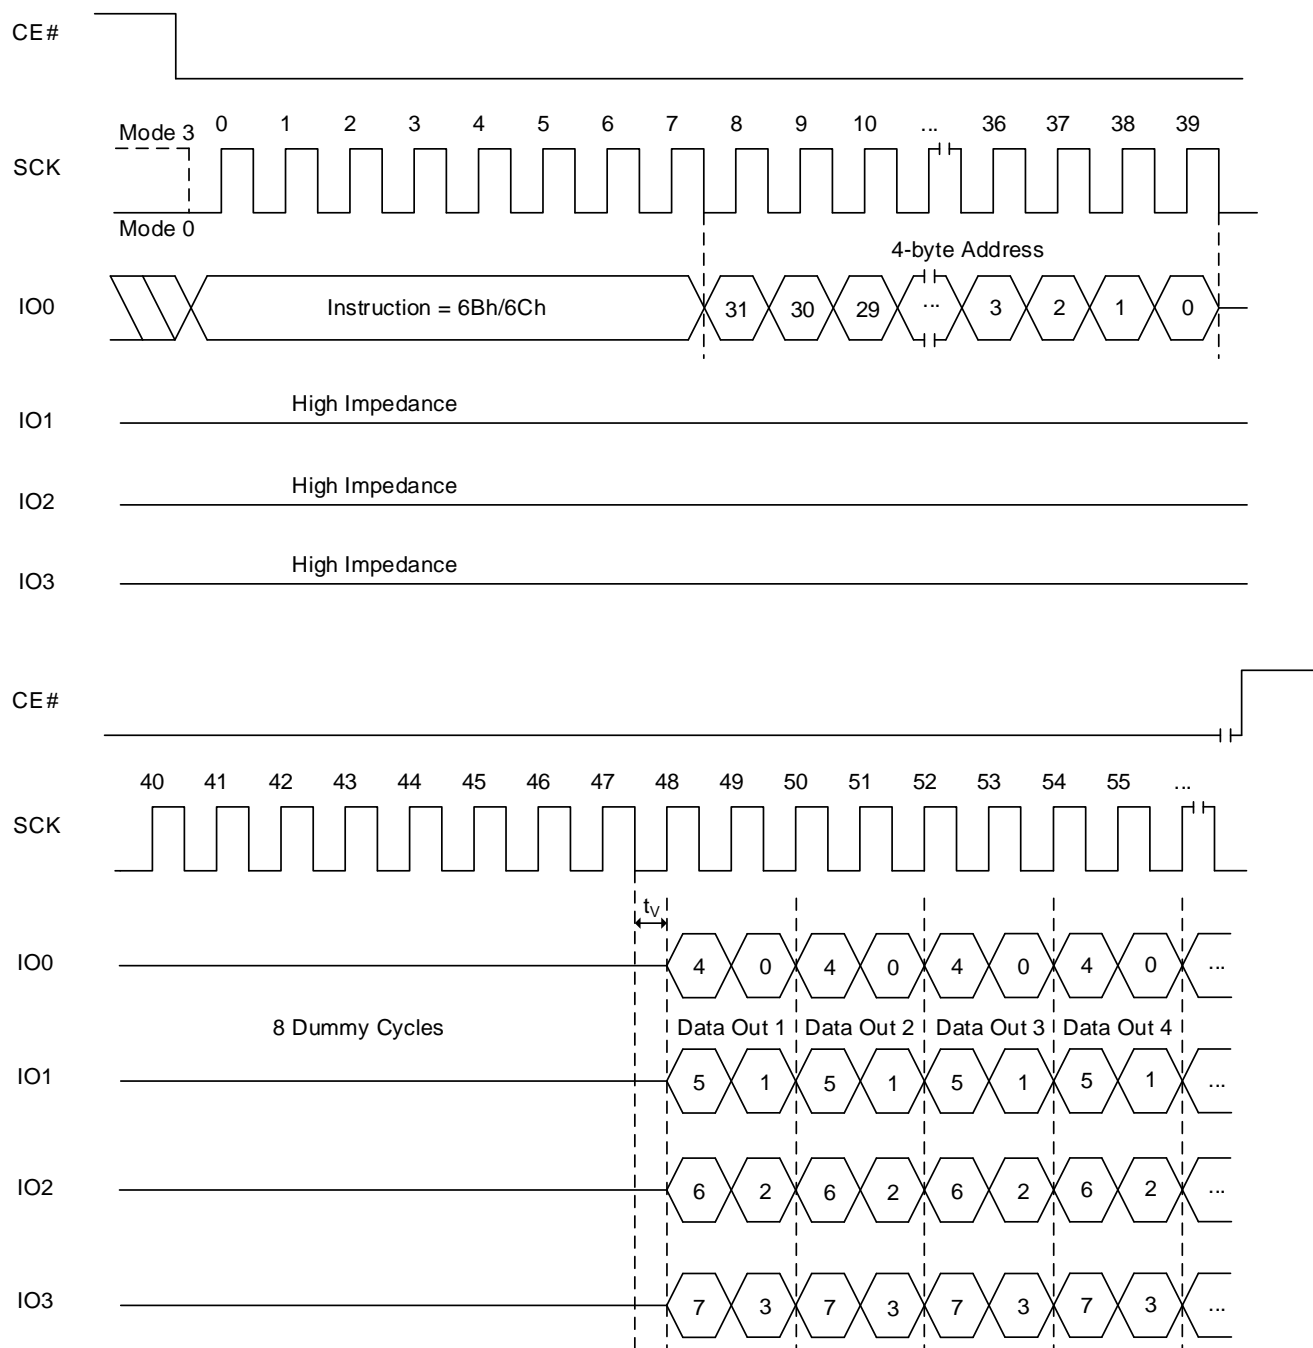 CE#
Mode 3 0 1 2 3 4 5 6 7 8 9 10 ... 36 37 38 39
SCK
Mode 0
4-byte Address
IO0 Instruction = 6Bh/6Ch 31 30 29 ... 3 2 1 0
High Impedance
IO1
High Impedance
IO2
High Impedance
IO3
CE#
40 41 42 43 44 45 46 47 48 49 50 51 52 53 54 55 ...
SCK
tV
IO0 4 0 4 0 4 0 4 0 ...
8 Dummy Cycles Data Out 1 Data Out 2 Data Out 3 Data Out 4
IO1 5 1 5 1 5 1 5 1 ...
IO2 6 2 6 2 6 2 6 2 ...
IO3 7 3 7 3 7 3 7 3 ...